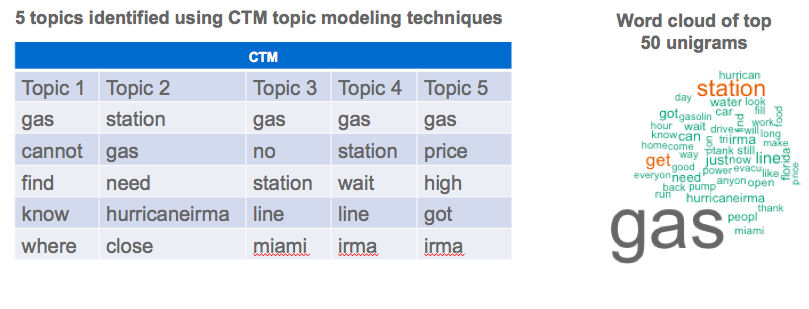 5 topics identified using CTM topic modeling techniques
CTM
Topic 1 Topic 2 Topic 3 Topic 4 Topic 5
gas station gas gas gas
cannot gas no station price
find need station wait high
know hurricaneirma line line got
where close miami irma irma
Word cloud of top
50 unigrams
hurrican
station
day water look
got gasolin car find fill food
hour wait drive will work long
know can on tri irma make
home come tank still
get way just now line florida
good power evacu like price
everyon need anyon open
back pump
run hurricaneirma
gas peopl thank
miami